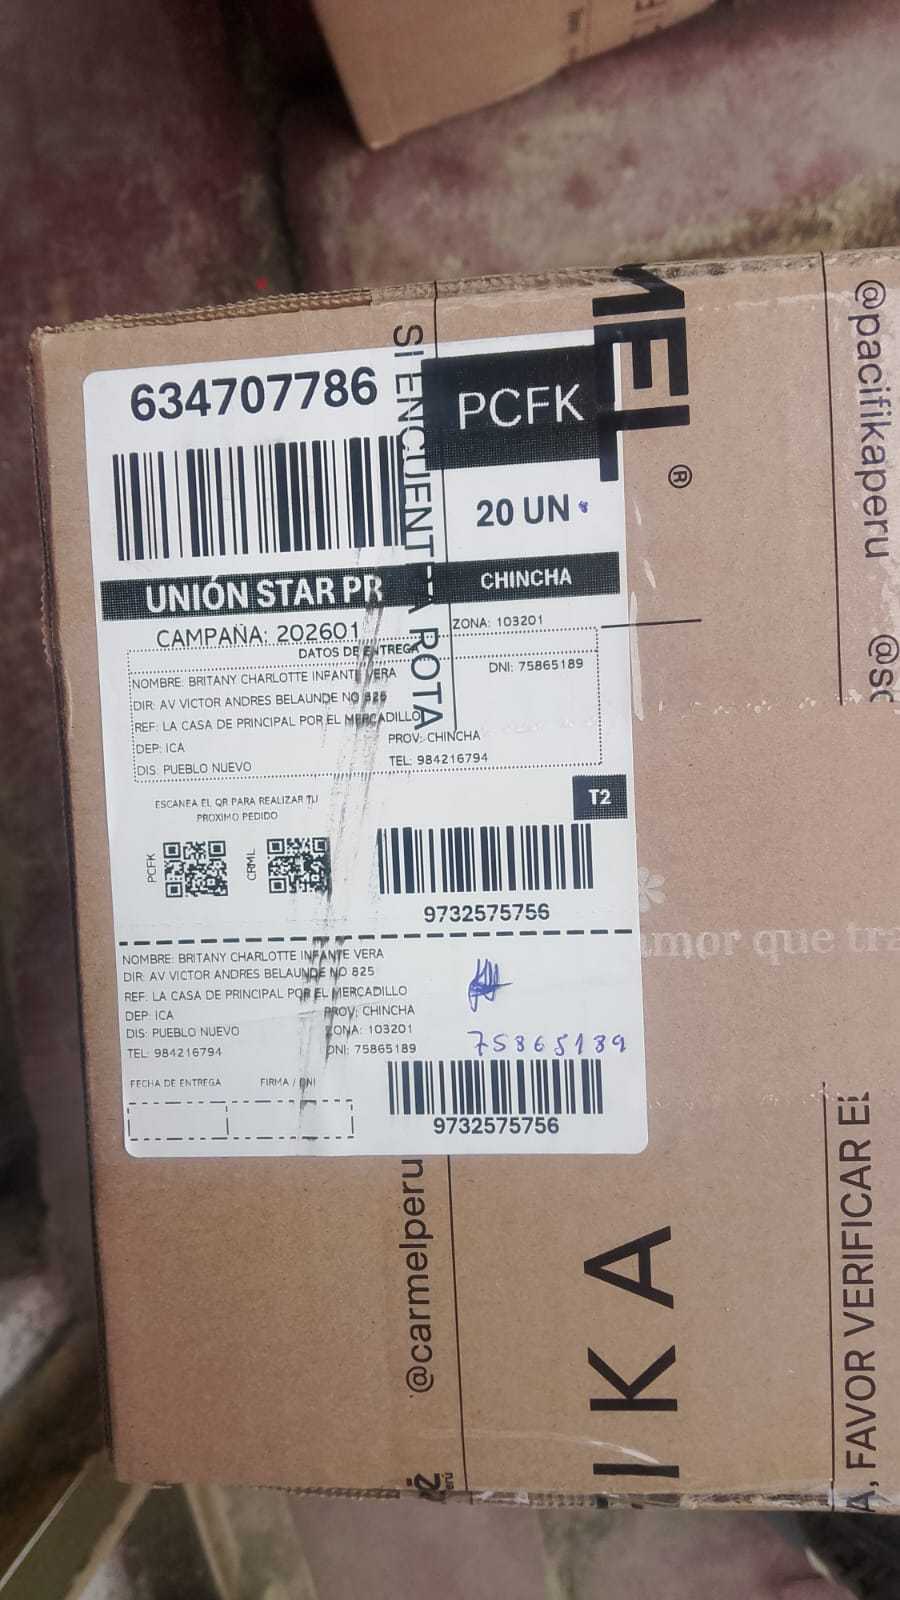 634707786
PCFK
20 UN
UNIÓN STAR PR
CHINCHA
CAMPAÑA: 202601
ZONA: 103201
DATOS DE ENTREGA
NOMBRE: BRITANY CHARLOTTE INFANTE VERA
DNI: 75865189
DIR: AV VICTOR ANDRES BELAUNDE NO 825
REF: LA CASA DE PRINCIPAL POR EL MERCADILLO
DEP: ICA
PROV: CHINCHA
DIS: PUEBLO NUEVO
TEL: 984216794
ESCANEA EL QR PARA REALIZAR TU
PROXIMO PEDIDO
T2
PCFK
CRML
9732575756
NOMBRE: BRITANY CHARLOTTE INFANTE VERA
DIR: AV VICTOR ANDRES BELAUNDE NO 825
REF: LA CASA DE PRINCIPAL POR EL MERCADILLO
DEP: ICA
PROV: CHINCHA
DIS: PUEBLO NUEVO
ZONA: 103201
TEL: 984216794
DNI: 75865189
75865189
FECHA DE ENTREGA
FIRMA / DNI
9732575756
SI ENCUENT
A ROTA
MEL®
@pacifikaperu
@carmelperu
amor que tra
IKA
A, FAVOR VERIFICAR E